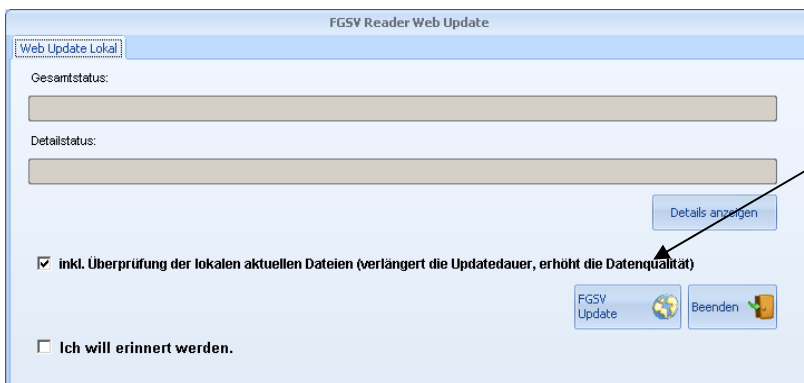 FGSV Reader Web Update
Web Update Lokal
Gesamtstatus:
Detailstatus:
Details anzeigen
inkl. Überprüfung der lokalen aktuellen Dateien (verlängert die Updatedauer, erhöht die Datenqualität)
FGSV
Update
Beenden
Ich will erinnert werden.